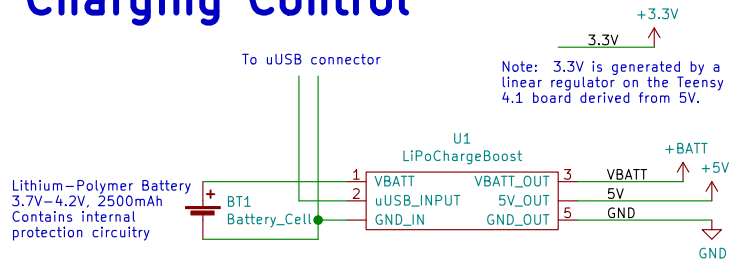 Charging Control
+3.3V
3.3V
To uUSB connector
Note: 3.3V is generated by a
linear regulator on the Teensy
4.1 board derived from 5V.
U1
LiPoChargeBoost
+BATT
+5V
1 VBATT VBATT_OUT 3 VBATT
2 uUSB_INPUT 5V_OUT 5V
GND_IN GND_OUT 5 GND
Lithium-Polymer Battery
3.7V-4.2V, 2500mAh
Contains internal
protection circuitry
+
BT1
Battery_Cell
GND